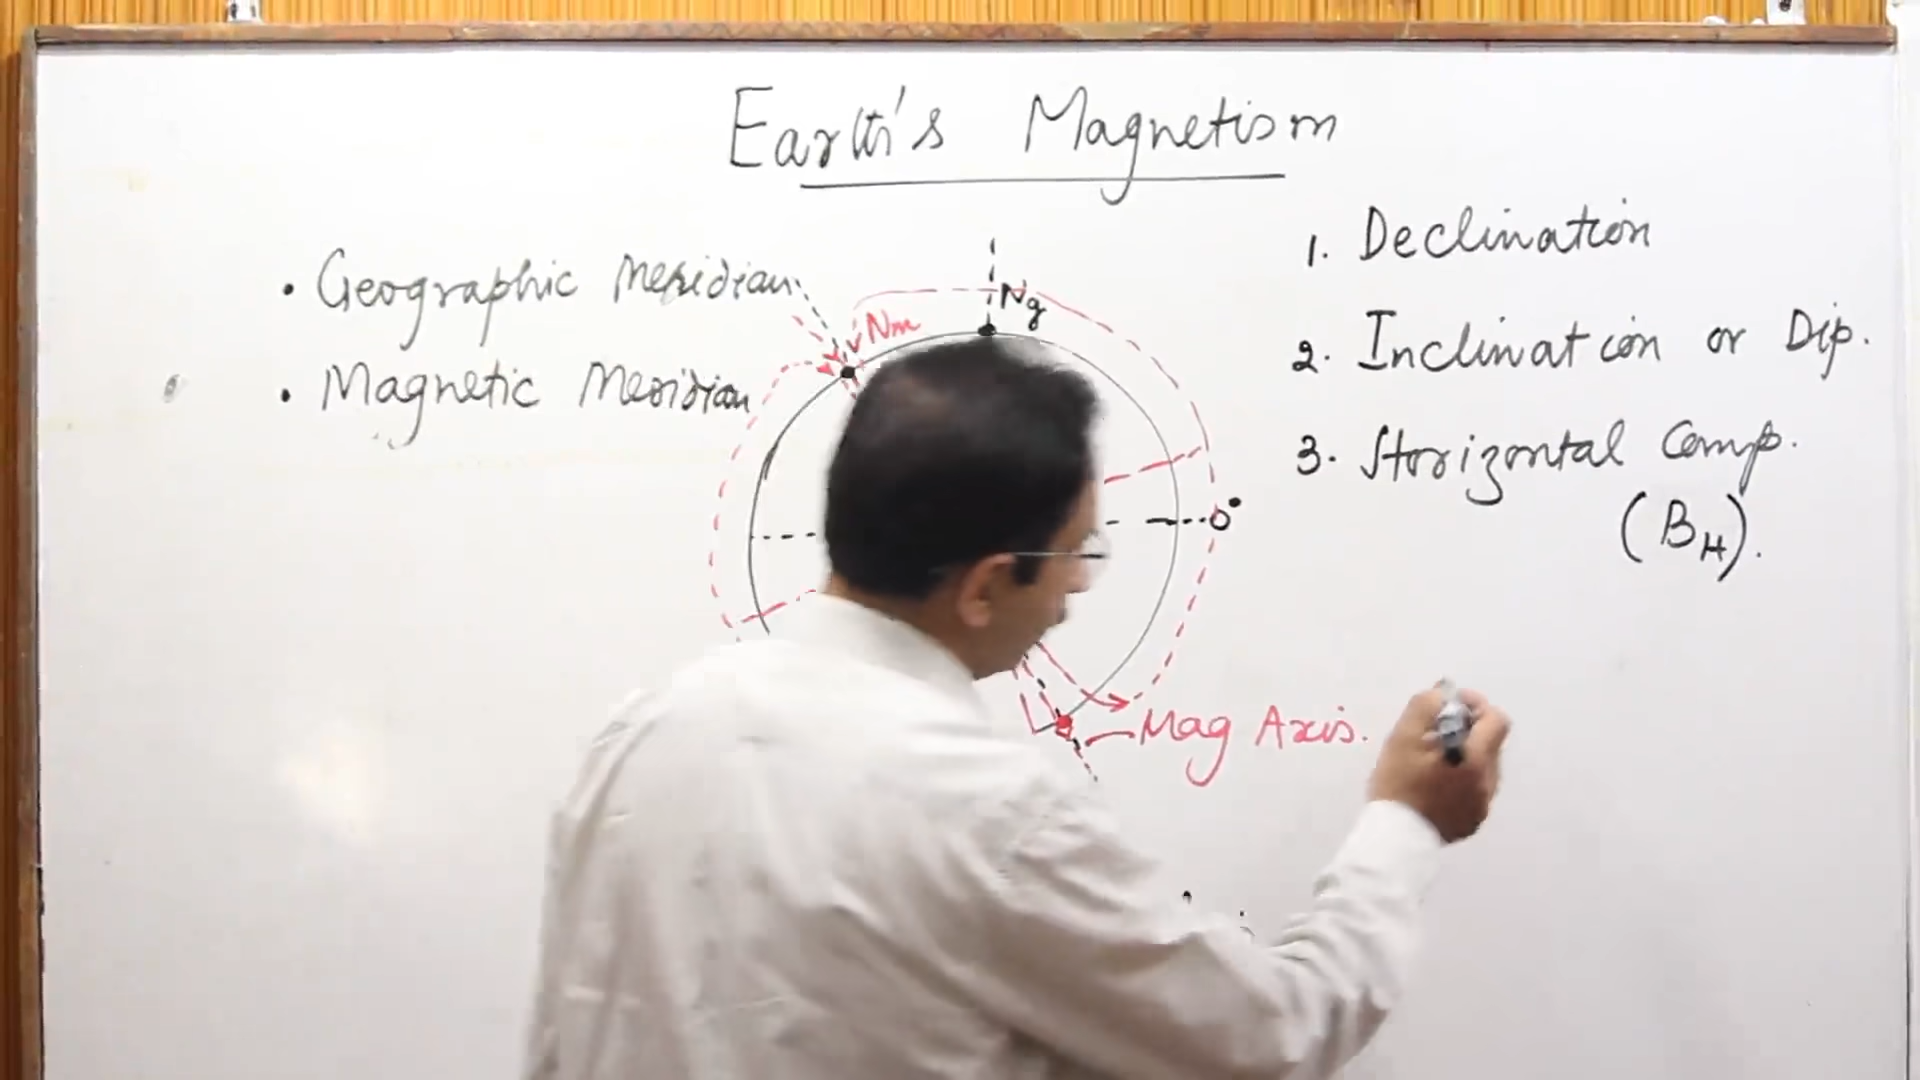 Earth's Magnetism
• Geographic Meridian
• Magnetic Meridian
Ng
Nm
0°
Mag Axis.
1. Declination
2. Inclination or Dip.
3. Horizontal Comp.
(BH).